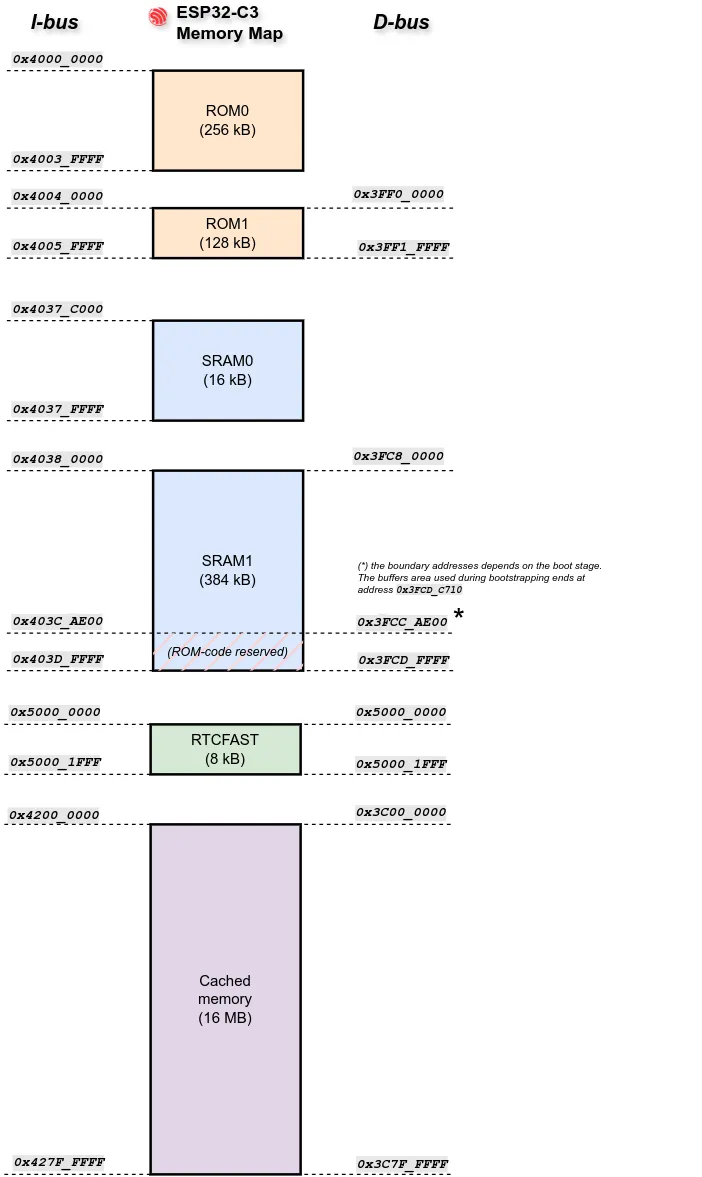 I-bus
ESP32-C3
Memory Map
D-bus
0x4000_0000
ROM0
(256 kB)
0x4003_FFFF
0x4004_0000
0x3FF0_0000
ROM1
(128 kB)
0x4005_FFFF
0x3FF1_FFFF
0x4037_C000
SRAM0
(16 kB)
0x4037_FFFF
0x4038_0000
0x3FC8_0000
SRAM1
(384 kB)
(*) the boundary addresses depends on the boot stage.
The buffers area used during bootstrapping ends at
address 0x3FCD_C710
0x403C_AE00
0x3FCC_AE00 *
(ROM-code reserved)
0x403D_FFFF
0x3FCD_FFFF
0x5000_0000
0x5000_0000
RTCFAST
(8 kB)
0x5000_1FFF
0x5000_1FFF
0x4200_0000
0x3C00_0000
Cached
memory
(16 MB)
0x427F_FFFF
0x3C7F_FFFF